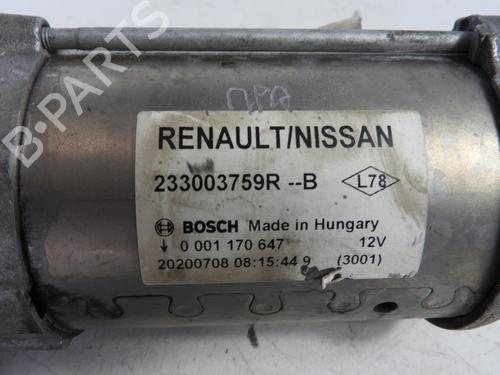 B-PARTS
RENAULT/NISSAN
233003759R --B L78
BOSCH Made in Hungary
0 001 170 647 12V
20200708 08:15:44 9 (3001)